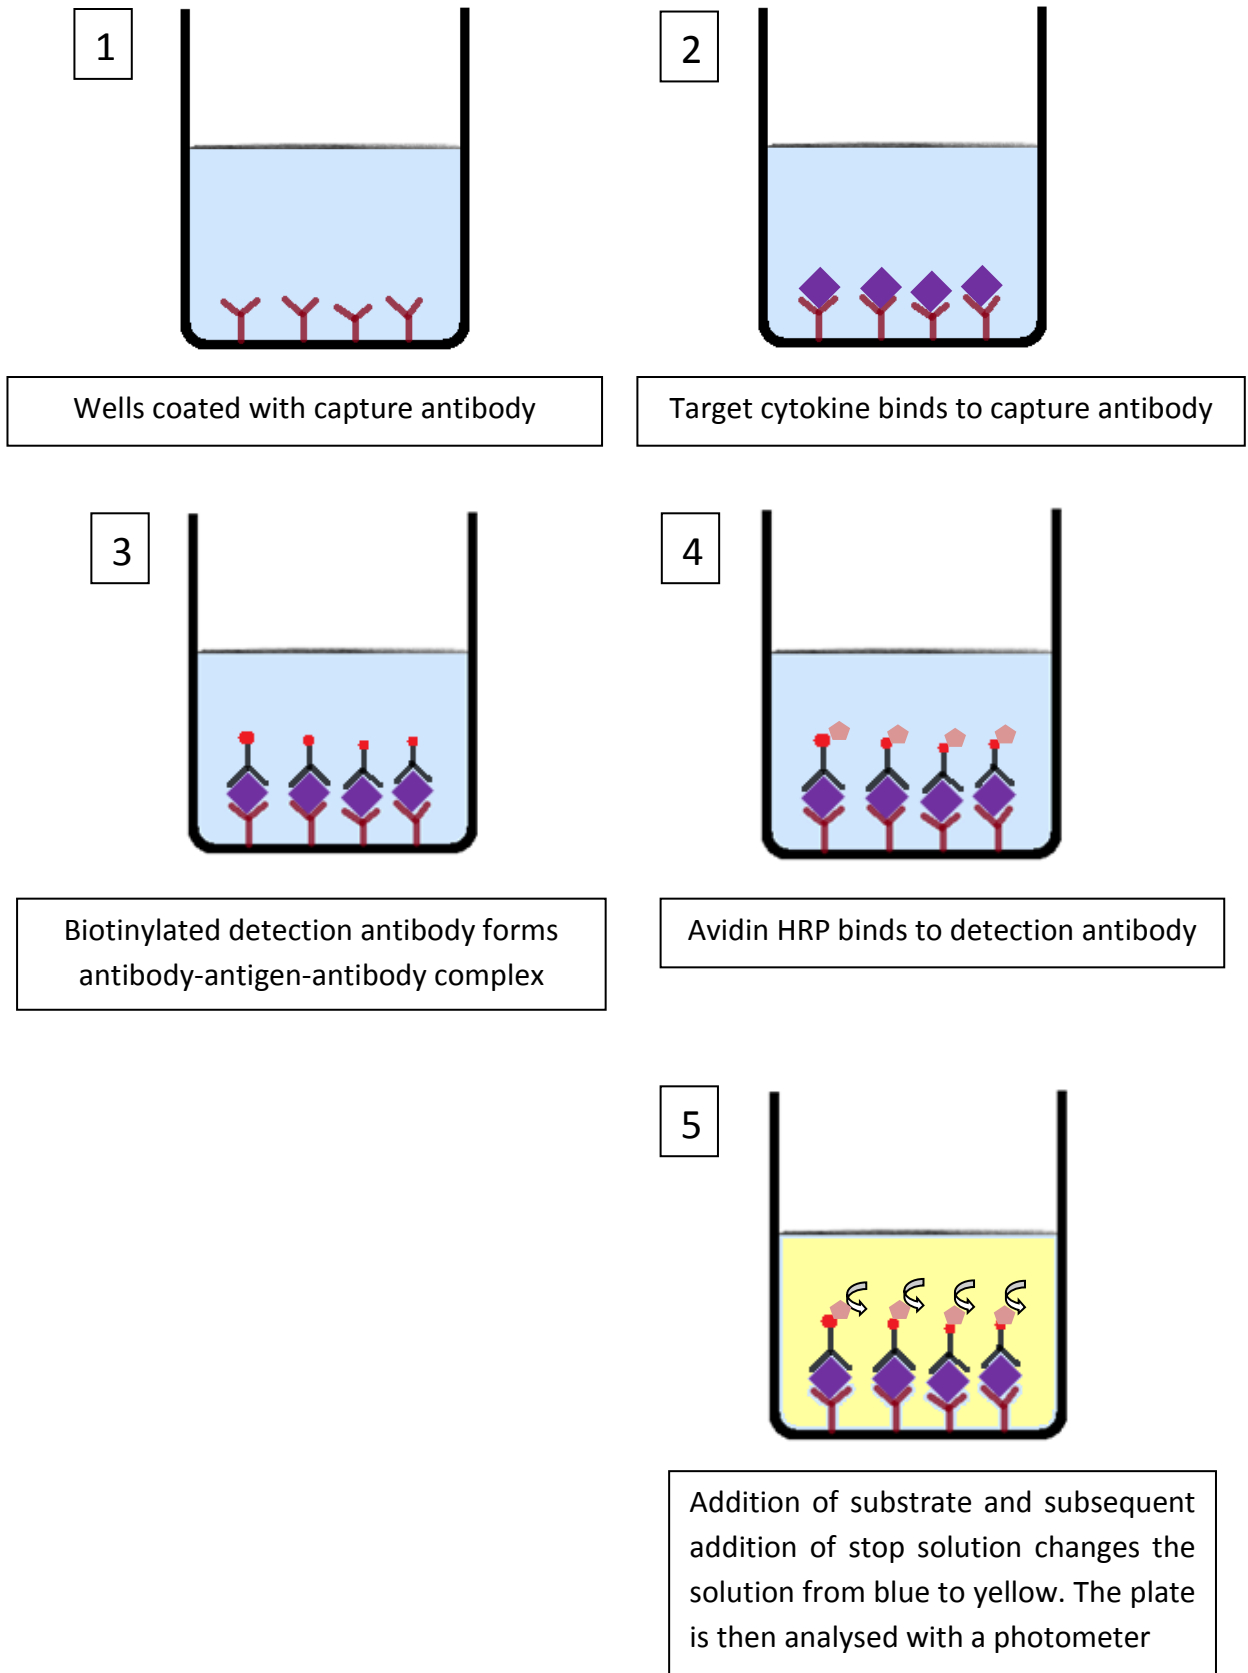 1
Wells coated with capture antibody
2
Target cytokine binds to capture antibody
3
Biotinylated detection antibody forms
antibody-antigen-antibody complex
4
Avidin HRP binds to detection antibody
5
Addition of substrate and subsequent
addition of stop solution changes the
solution from blue to yellow. The plate
is then analysed with a photometer